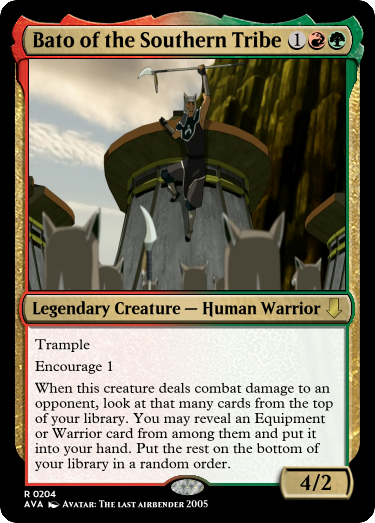 Bato of the Southern Tribe 1
Legendary Creature — Human Warrior
Trample
Encourage 1
When this creature deals combat damage to an
opponent, look at that many cards from the top
of your library. You may reveal an Equipment
or Warrior card from among them and put it
into your hand. Put the rest on the bottom of
your library in a random order.
4/2
R 0204
AVA Avatar: The last airbender 2005